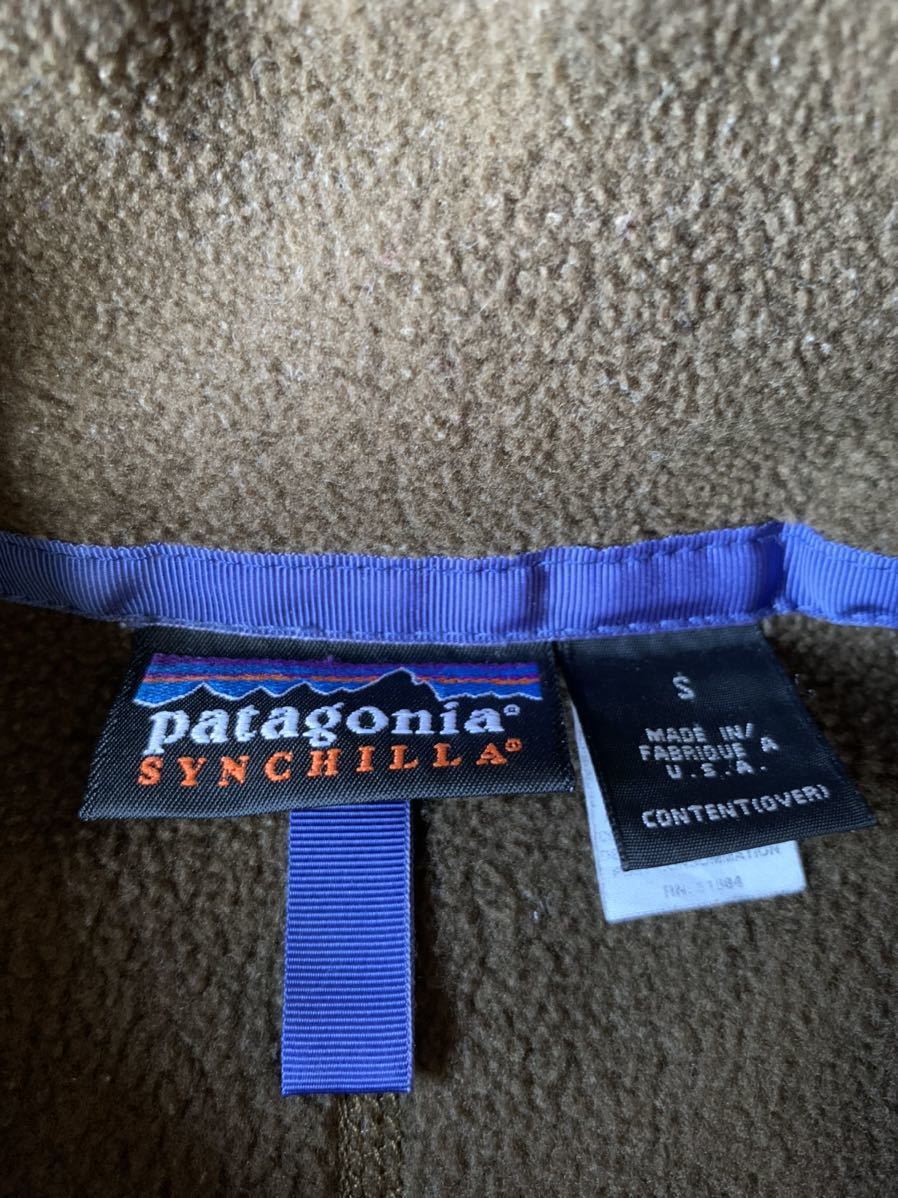 patagonia®
SYNCHILLA®
S
MADE IN/
FABRIQUE A
U.S.A.
CONTENT(OVER)
RN: 51884